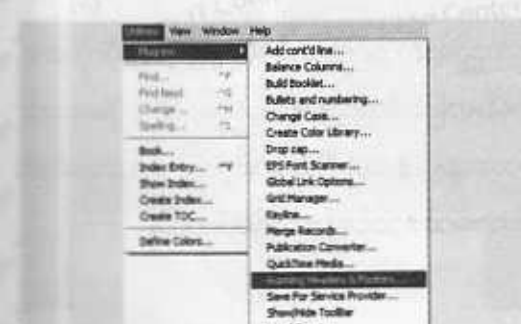 Utilities View Window Help
Plug-ins
Find... ^F
Find Next ^G
Change... ^H
Spelling...
Book...
Index Entry... ^Y
Show Index...
Create Index...
Create TOC...
Define Colors...
Add cont'd line...
Balance Columns...
Build Booklet...
Bullets and numbering...
Change Case...
Create Color Library...
Drop cap...
EPS Font Scanner...
Global Link Options...
Grid Manager...
Keyline...
Merge Records...
Publication Converter...
QuickTime Media...
Running Headers & Footers...
Save For Service Provider...
Show/Hide Toolbar